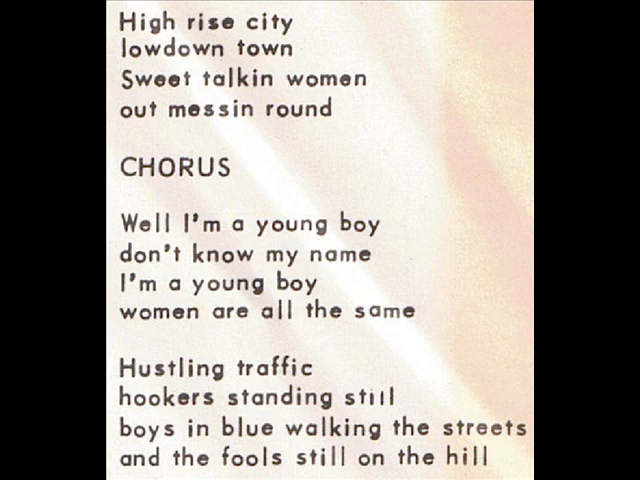 High rise city
lowdown town
Sweet talkin women
out messin round
CHORUS
Well I'm a young boy
don't know my name
I'm a young boy
women are all the same
Hustling traffic
hookers standing still
boys in blue walking the streets
and the fools still on the hill